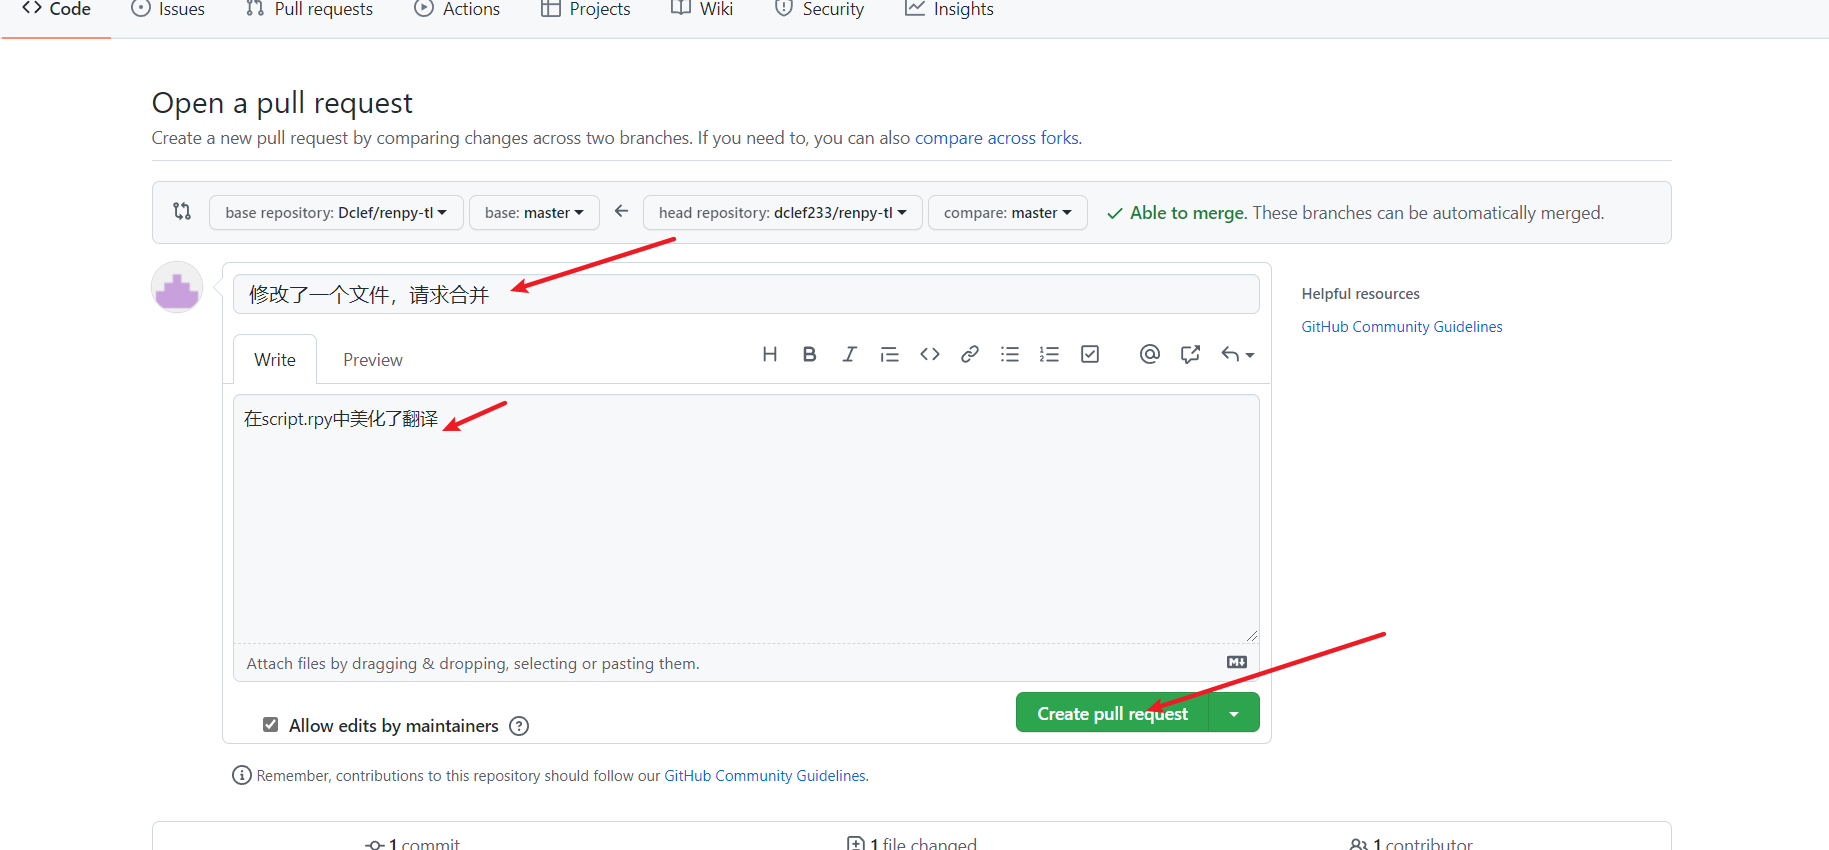 Code Issues Pull requests Actions Projects Wiki Security Insights
Open a pull request
Create a new pull request by comparing changes across two branches. If you need to, you can also compare across forks.
base repository: Dclef/renpy-tl base: master head repository: dclef233/renpy-tl compare: master Able to merge. These branches can be automatically merged.
修改了一个文件，请求合并
Helpful resources
GitHub Community Guidelines
Write Preview
在script.rpy中美化了翻译
Attach files by dragging & dropping, selecting or pasting them.
Create pull request
Allow edits by maintainers
Remember, contributions to this repository should follow our GitHub Community Guidelines.
1 commit 1 file changed 1 contributor